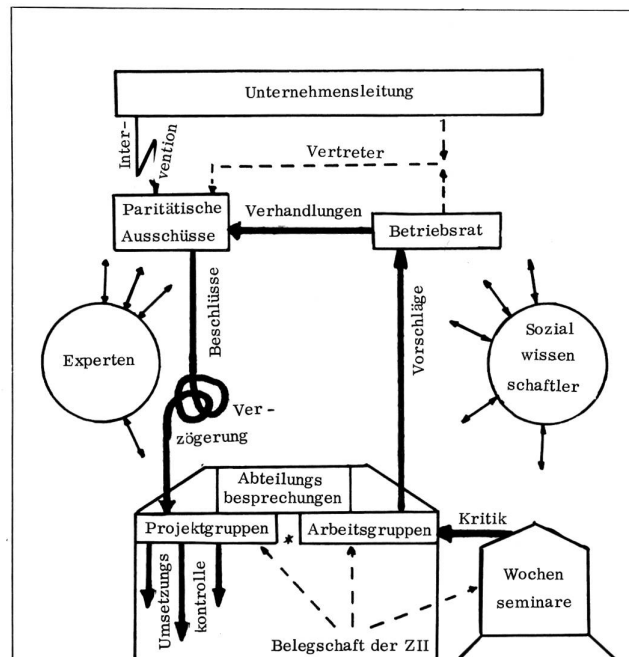 Unternehmensleitung
Inter-
vention
Vertreter
Paritätische
Ausschüsse
Verhandlungen
Betriebsrat
Beschlüsse
Vorschläge
Experten
Sozial
wissen
schaftler
Ver-
zögerung
Abteilungs
besprechungen
Projektgruppen
*
Arbeitsgruppen
Kritik
Umsetzungs
kontrolle
Wochen
seminare
Belegschaft der ZII